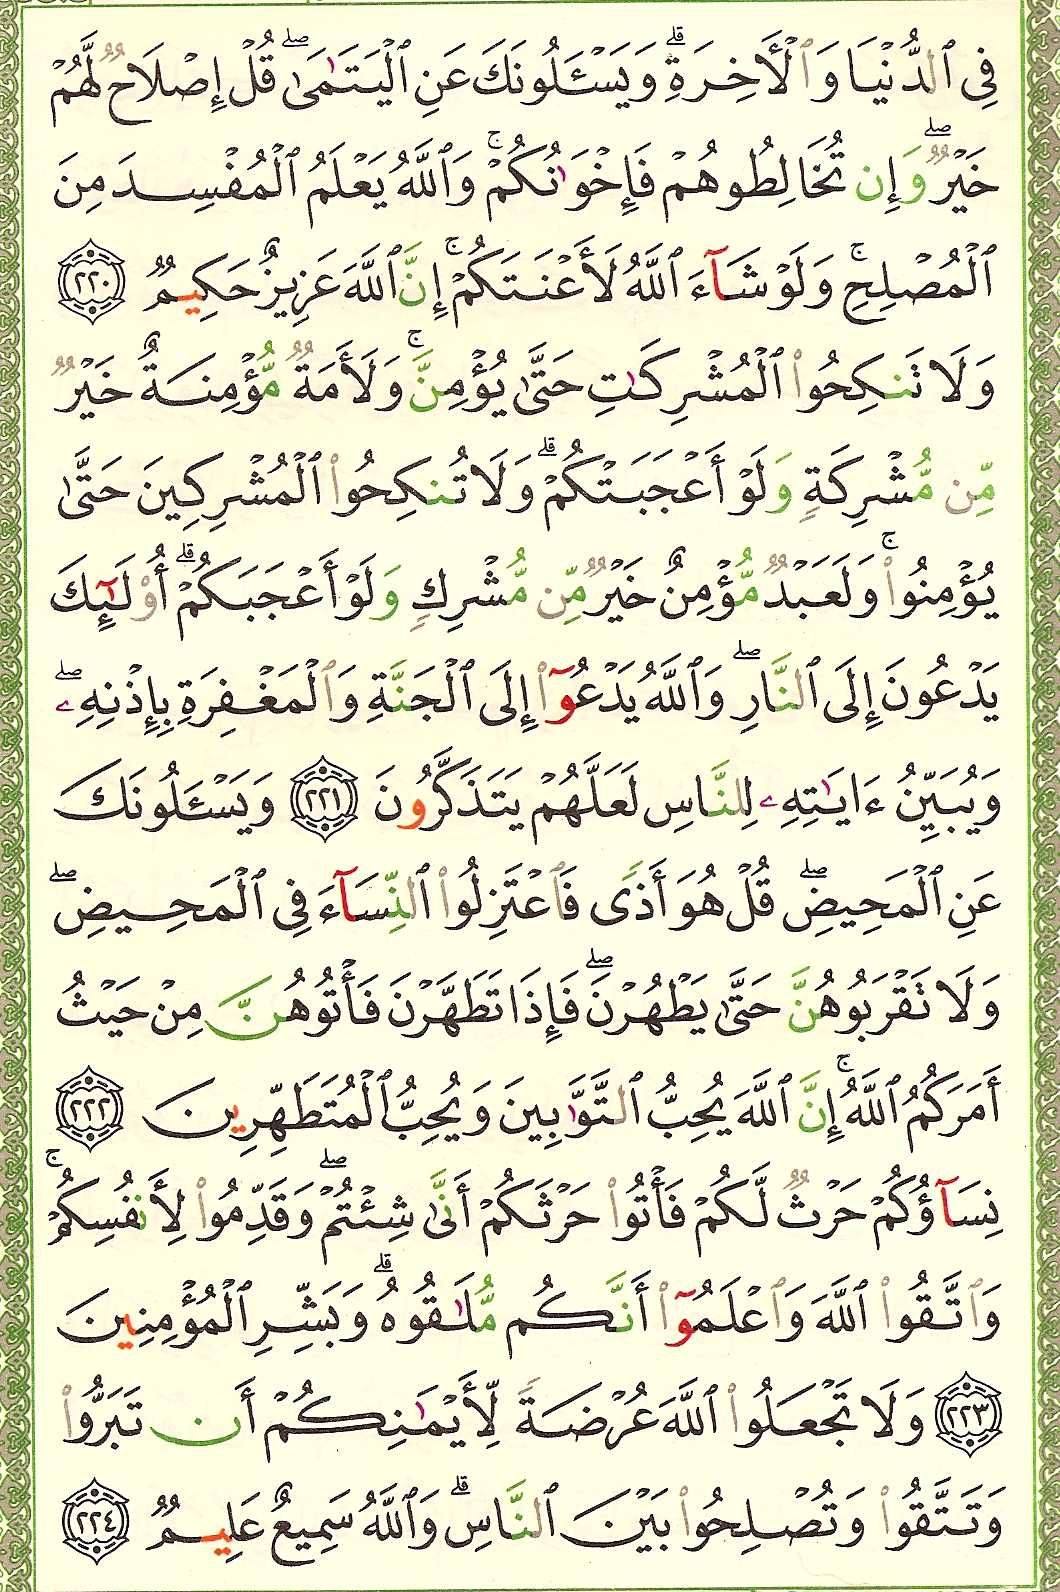 فِي ٱلدُّنۡيَا وَٱلۡأٓخِرَةِۗ وَيَسۡـَٔلُونَكَ عَنِ ٱلۡيَتَٰمَىٰۖ قُلۡ إِصۡلَاحٞ لَّهُمۡ
خَيۡرٞۖ وَإِن تُخَالِطُوهُمۡ فَإِخۡوَٰنُكُمۡۚ وَٱللَّهُ يَعۡلَمُ ٱلۡمُفۡسِدَ مِنَ
ٱلۡمُصۡلِحِۚ وَلَوۡ شَآءَ ٱللَّهُ لَأَعۡنَتَكُمۡۚ إِنَّ ٱللَّهَ عَزِيزٌ حَكِيمٞ ٢٢٠
وَلَا تَنكِحُواْ ٱلۡمُشۡرِكَٰتِ حَتَّىٰ يُؤۡمِنَّۚ وَلَأَمَةٞ مُّؤۡمِنَةٌ خَيۡرٞ
مِّن مُّشۡرِكَةٖ وَلَوۡ أَعۡجَبَتۡكُمۡۗ وَلَا تُنكِحُواْ ٱلۡمُشۡرِكِينَ حَتَّىٰ
يُؤۡمِنُواْۚ وَلَعَبۡدٞ مُّؤۡمِنٌ خَيۡرٞ مِّن مُّشۡرِكٖ وَلَوۡ أَعۡجَبَكُمۡۗ أُوْلَٰٓئِكَ
يَدۡعُونَ إِلَى ٱلنَّارِۖ وَٱللَّهُ يَدۡعُوٓاْ إِلَى ٱلۡجَنَّةِ وَٱلۡمَغۡفِرَةِ بِإِذۡنِهِۦۖ
وَيُبَيِّنُ ءَايَٰتِهِۦ لِلنَّاسِ لَعَلَّهُمۡ يَتَذَكَّرُونَ ٢٢١ وَيَسۡـَٔلُونَكَ
عَنِ ٱلۡمَحِيضِۖ قُلۡ هُوَ أَذٗى فَٱعۡتَزِلُواْ ٱلنِّسَآءَ فِي ٱلۡمَحِيضِۖ
وَلَا تَقۡرَبُوهُنَّ حَتَّىٰ يَطۡهُرۡنَۖ فَإِذَا تَطَهَّرۡنَ فَأۡتُوهُنَّ مِنۡ حَيۡثُ
أَمَرَكُمُ ٱللَّهُۚ إِنَّ ٱللَّهَ يُحِبُّ ٱلتَّوَّٰبِينَ وَيُحِبُّ ٱلۡمُتَطَهِّرِينَ ٢٢٢
نِسَآؤُكُمۡ حَرۡثٞ لَّكُمۡ فَأۡتُواْ حَرۡثَكُمۡ أَنَّىٰ شِئۡتُمۡۖ وَقَدِّمُواْ لِأَنفُسِكُمۡۚ
وَٱتَّقُواْ ٱللَّهَ وَٱعۡلَمُوٓاْ أَنَّكُم مُّلَٰقُوهُۗ وَبَشِّرِ ٱلۡمُؤۡمِنِينَ
٢٢٣ وَلَا تَجۡعَلُواْ ٱللَّهَ عُرۡضَةٗ لِّأَيۡمَٰنِكُمۡ أَن تَبَرُّواْ
وَتَتَّقُواْ وَتُصۡلِحُواْ بَيۡنَ ٱلنَّاسِۗ وَٱللَّهُ سَمِيعٌ عَلِيمٞ ٢٢٤